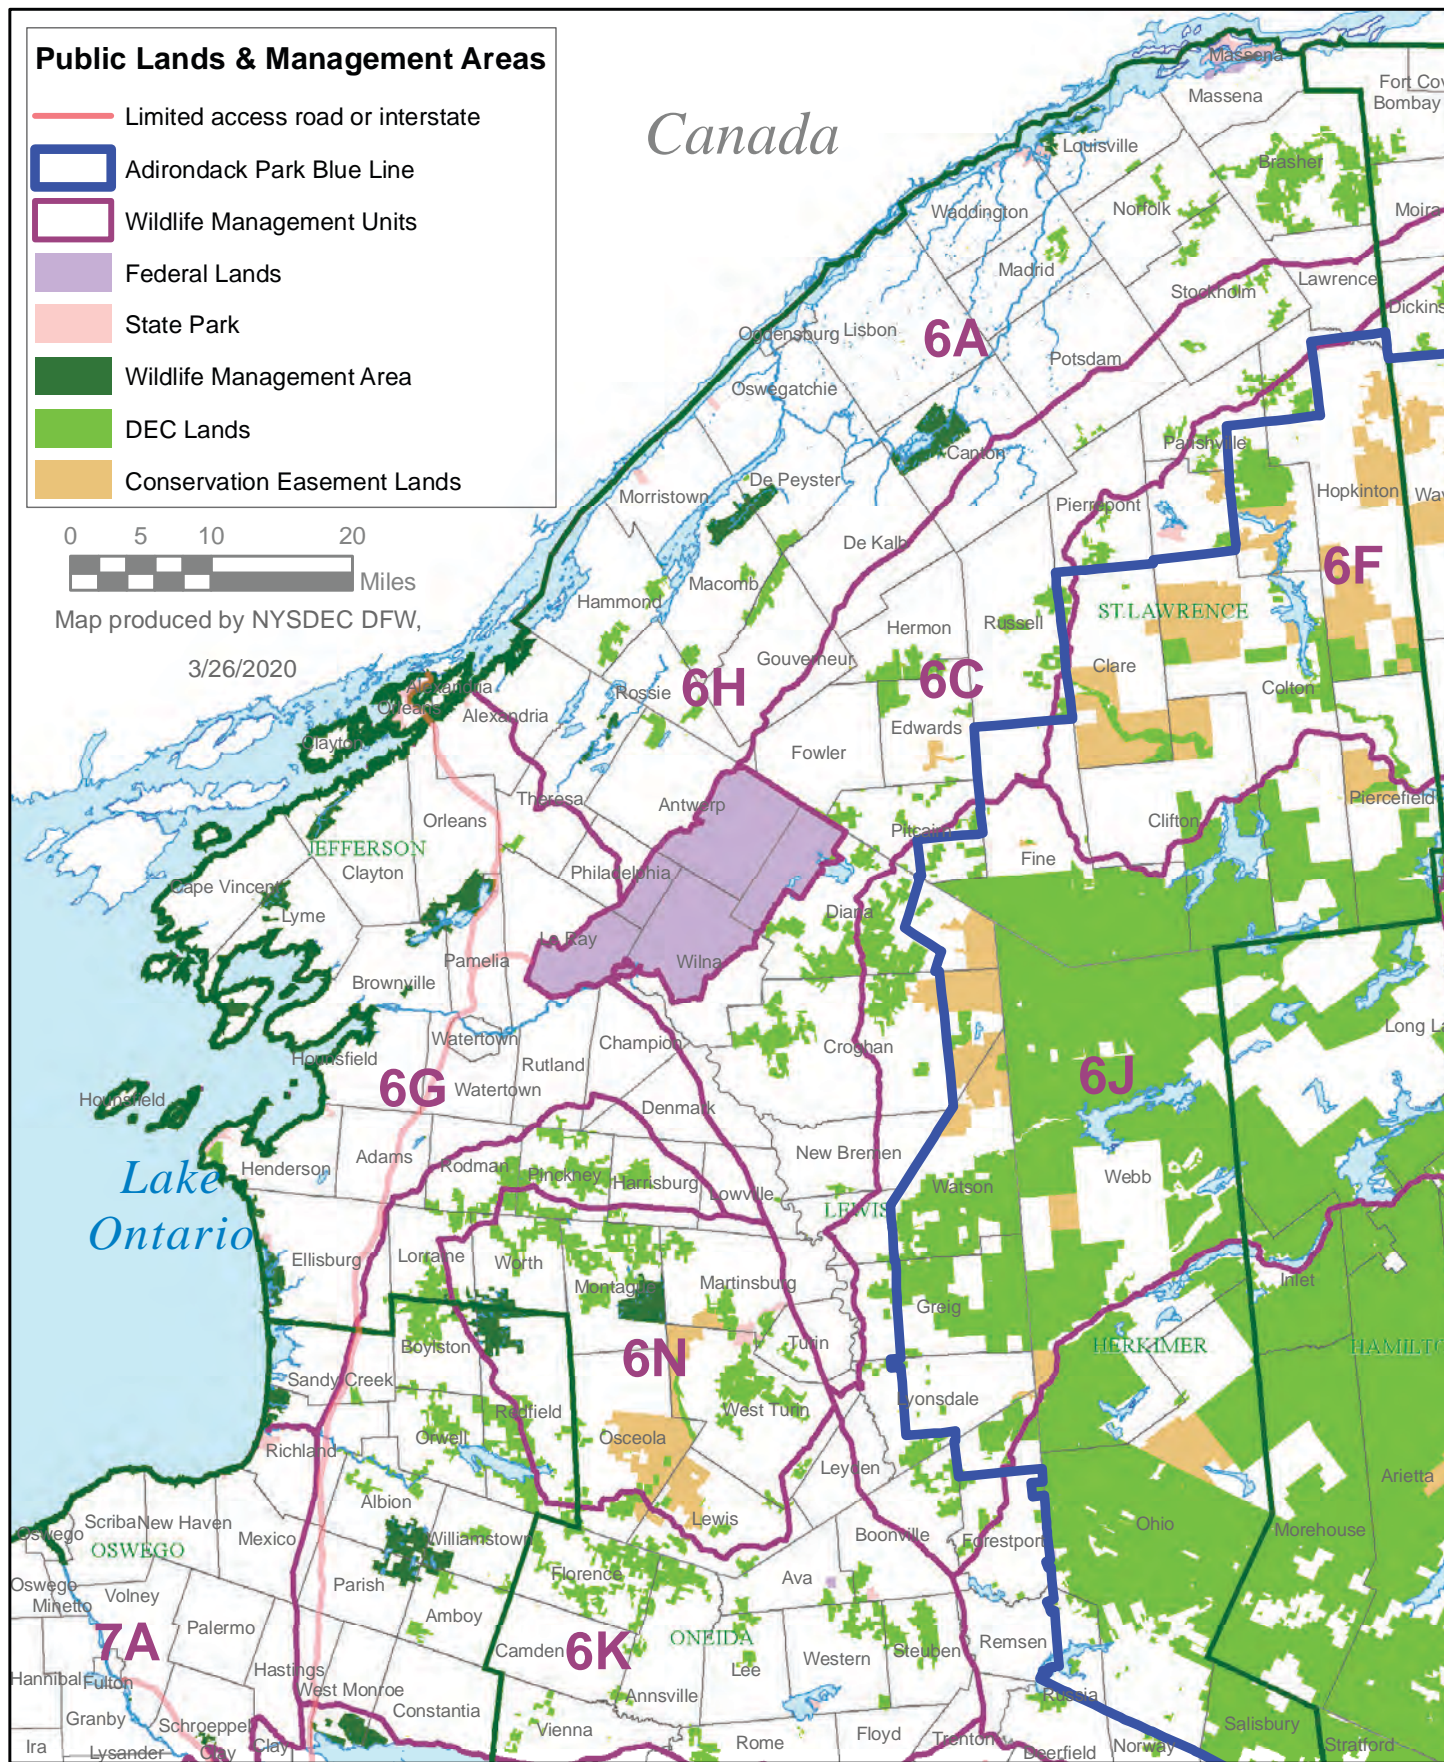 Public Lands & Management Areas
Limited access road or interstate
Adirondack Park Blue Line
Wildlife Management Units
Federal Lands
State Park
Wildlife Management Area
DEC Lands
Conservation Easement Lands
0 5 10 20
Miles
Map produced by NYSDEC DFW,
3/26/2020
Canada
Lake
Ontario
Massena
Massena
Fort Cov
Bombay
Louisville
Brasher
Waddington
Norfolk
Moira
Madrid
Stockholm
Lawrence
Dickins
Ogdensburg
Lisbon
6A
Potsdam
Oswegatchie
Canton
Parishville
Morristown
De Peyster
Pierrepont
Hopkinton
Wav
De Kalb
6F
Macomb
Hammond
Hermon
Russell
ST.LAWRENCE
Gouverneur
Clare
Rossie
6H
6C
Colton
Alexandria
Orleans
Alexandria
Clayton
Edwards
Fowler
Theresa
Antwerp
Piercefield
Orleans
Pitcairn
Clifton
JEFFERSON
Clayton
Fine
Philadelphia
Cape Vincent
Lyme
Diana
Le Ray
Pamelia
Wilna
Brownville
Long La
Hounsfield
Watertown
Champion
Croghan
Rutland
6G
Watertown
6J
Hounsfield
Denmark
Henderson
Adams
Rodman
Pinckney
Harrisburg
Lowville
New Bremen
Watson
Webb
LEWIS
Ellisburg
Lorraine
Worth
Montague
Martinsburg
Inlet
Greig
Boylston
Turin
HERKIMER
HAMILTO
6N
Sandy Creek
Redfield
West Turin
Lyonsdale
Richland
Orwell
Osceola
Leyden
Arietta
Albion
Lewis
Scriba
New Haven
Oswego
Mexico
Williamstown
Boonville
Forestport
Ohio
Morehouse
OSWEGO
Florence
Ava
Oswego
Minetto
Volney
Parish
Amboy
7A
Palermo
Camden
6K
ONEIDA
Lee
Western
Steuben
Remsen
Hannibal
Fulton
Hastings
West Monroe
Annsville
Russia
Granby
Schroeppel
Constantia
Vienna
Rome
Floyd
Trenton
Salisbury
Ira
Lysander
Clay
Clay
Deerfield
Norway
Stratford